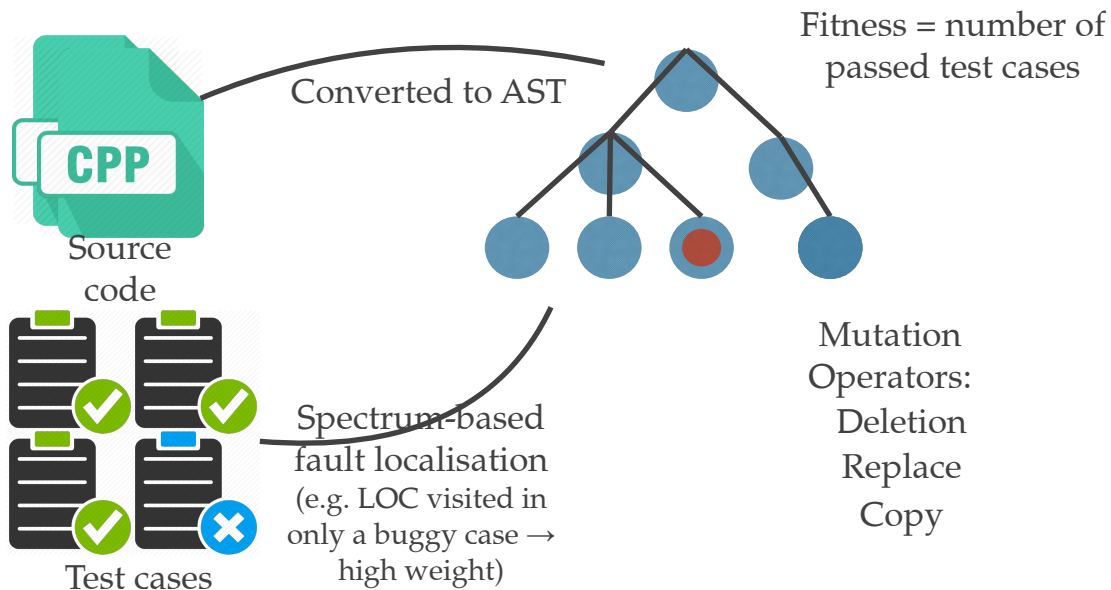 Fitness = number of
passed test cases
Converted to AST
CPP
Source
code
Mutation
Operators:
Deletion
Replace
Copy
Spectrum-based
fault localisation
(e.g. LOC visited in
only a buggy case →
high weight)
Test cases